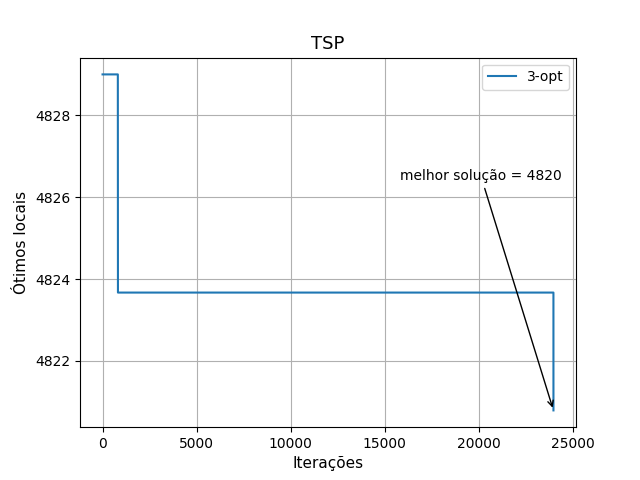 TSP
3-opt
melhor solução = 4820
Ótimos locais
4828
4826
4824
4822
0 5000 10000 15000 20000 25000
Iterações